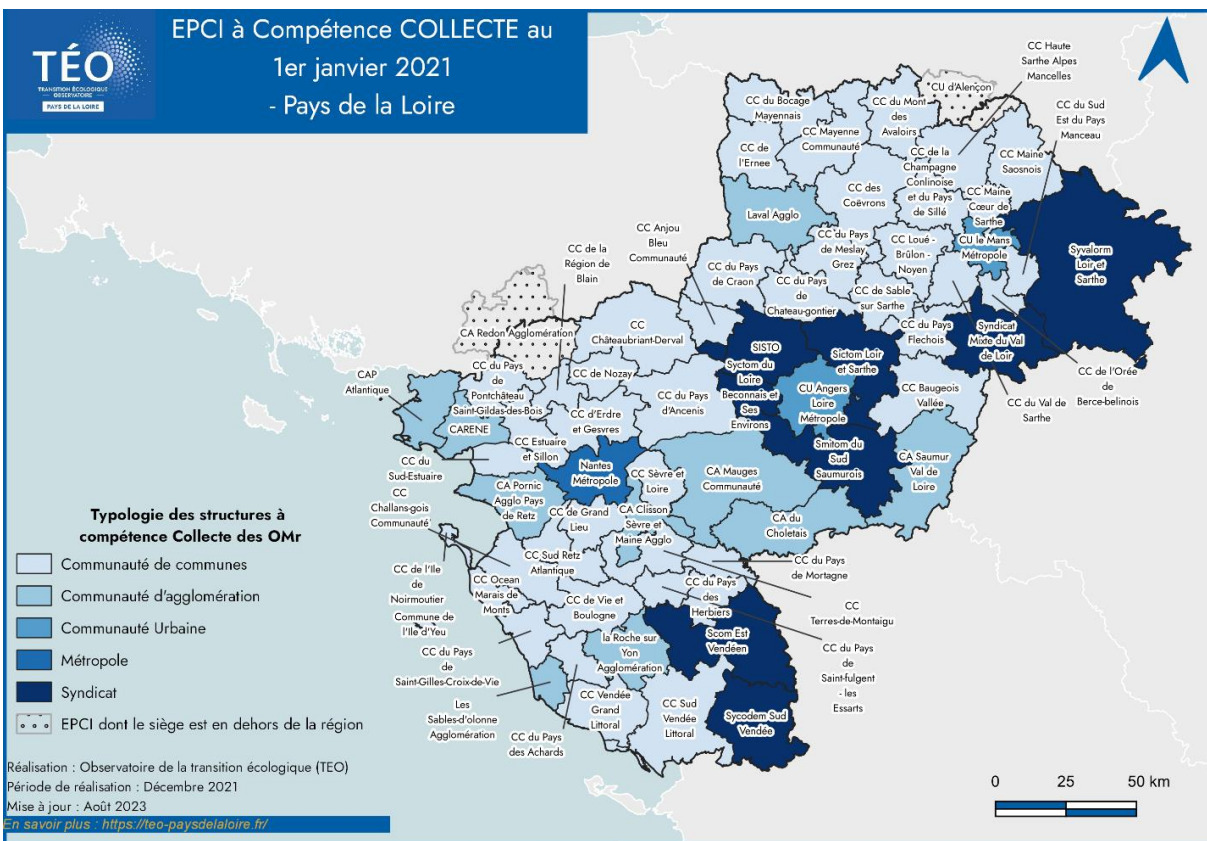 TÉO
TRANSITION ÉCOLOGIQUE
OBSERVATOIRE
PAYS DE LA LOIRE
EPCI à Compétence COLLECTE au
1er janvier 2021
- Pays de la Loire
CC Haute
Sarthe Alpes
Mancelles
CU d'Alençon
CC du Sud
Est du Pays
Manceau
CC du Bocage
Mayennais
CC du Mont
des
Avaloirs
CC Mayenne
Communauté
CC de
l'Ernee
CC de la
Champagne
Conlinoise
et du Pays
de Sillé
CC Maine
Saosnois
CC des
Coëvrons
CC Maine
Cœur de
Sarthe
Laval Agglo
CC Anjou
Bleu
Communauté
CC de la
Région de
Blain
CC du Pays
de Meslay
Grez
CC Loué -
Brûlon -
Noyen
CU le Mans
Métropole
Syvalorm
Loir et
Sarthe
CC du Pays
de Craon
CC du Pays
de
Chateau-gontier
CC de Sable
sur Sarthe
CA Redon Agglomération
CC
Châteaubriant-Derval
CC du Pays
Flechois
Syndicat
Mixte du Val
de Loir
SISTO
Syctom du
Loire
Beconnais et
Ses
Environs
Sictom Loir
et Sarthe
CAP
Atlantique
CC du Pays
de
Pontchâteau
Saint-Gildas-des-Bois
CC de Nozay
CC du Pays
d'Ancenis
CU Angers
Loire
Métropole
CC Baugeois
Vallée
CC du Val de
Sarthe
CC de l'Orée
de
Berce-belinois
CARENE
CC d'Erdre
et Gesvres
CC Estuaire
et Sillon
Smitom du
Sud
Saumurois
CA Saumur
Val de
Loire
CC du
Sud-Estuaire
Nantes
Métropole
CC Sèvre et
Loire
CA Mauges
Communauté
CC
Challans-gois
Communauté
CA Pornic
Agglo Pays
de Retz
CC de Grand
Lieu
CA Clisson
Sèvre et
Maine Agglo
CA du
Choletais
CC de l'Ile
de
Noirmoutier
CC Sud Retz
Atlantique
CC du Pays
de Mortagne
Commune de
l'Ile d'Yeu
CC Ocean
Marais de
Monts
CC de Vie et
Boulogne
CC du Pays
des
Herbiers
CC
Terres-de-Montaigu
CC du Pays
de
Saint-Gilles-Croix-de-Vie
la Roche sur
Yon
Agglomération
Scom Est
Vendéen
CC du Pays
de
Saint-fulgent
- les
Essarts
Les
Sables-d'olonne
Agglomération
CC du Pays
des Achards
CC Vendée
Grand
Littoral
CC Sud
Vendée
Littoral
Sycodem Sud
Vendée
Typologie des structures à
compétence Collecte des OMr
Communauté de communes
Communauté d'agglomération
Communauté Urbaine
Métropole
Syndicat
EPCI dont le siège est en dehors de la région
Réalisation : Observatoire de la transition écologique (TEO)
Période de réalisation : Décembre 2021
Mise à jour : Août 2023
En savoir plus : https://teo-paysdelaloire.fr/
0 25 50 km